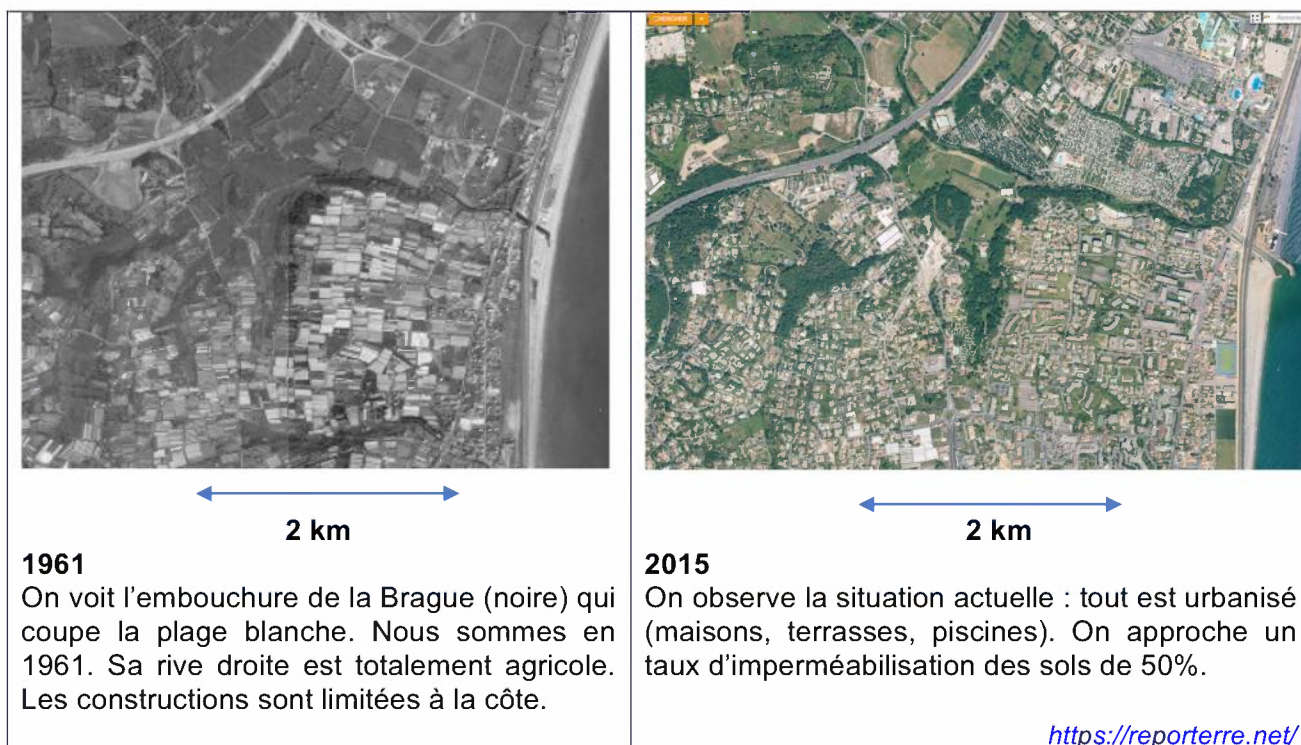 CHERCHER
2 km
1961
On voit l'embouchure de la Brague (noire) qui
coupe la plage blanche. Nous sommes en
1961. Sa rive droite est totalement agricole.
Les constructions sont limitées à la côte.
2 km
2015
On observe la situation actuelle : tout est urbanisé
(maisons, terrasses, piscines). On approche un
taux d'imperméabilisation des sols de 50%.
https://reporterre.net/